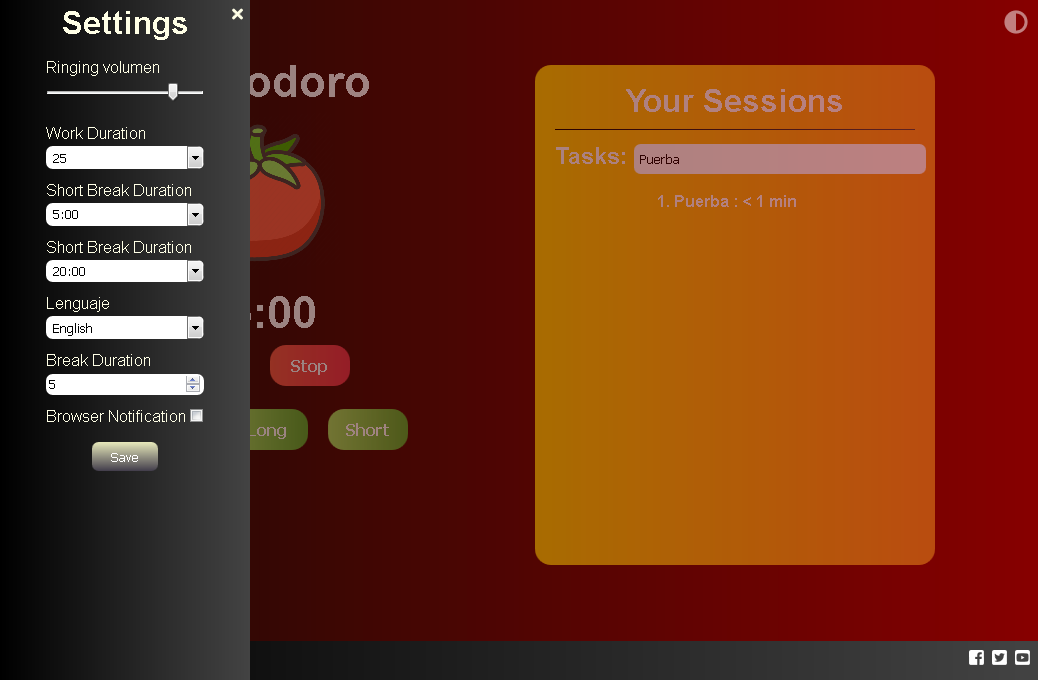 Settings
Ringing volumen
Work Duration
25
Short Break Duration
5:00
Short Break Duration
20:00
Lenguaje
English
Break Duration
5
Browser Notification
Save
odoro
:00
Stop
Long
Short
Your Sessions
Tasks: Puerba
1. Puerba : < 1 min